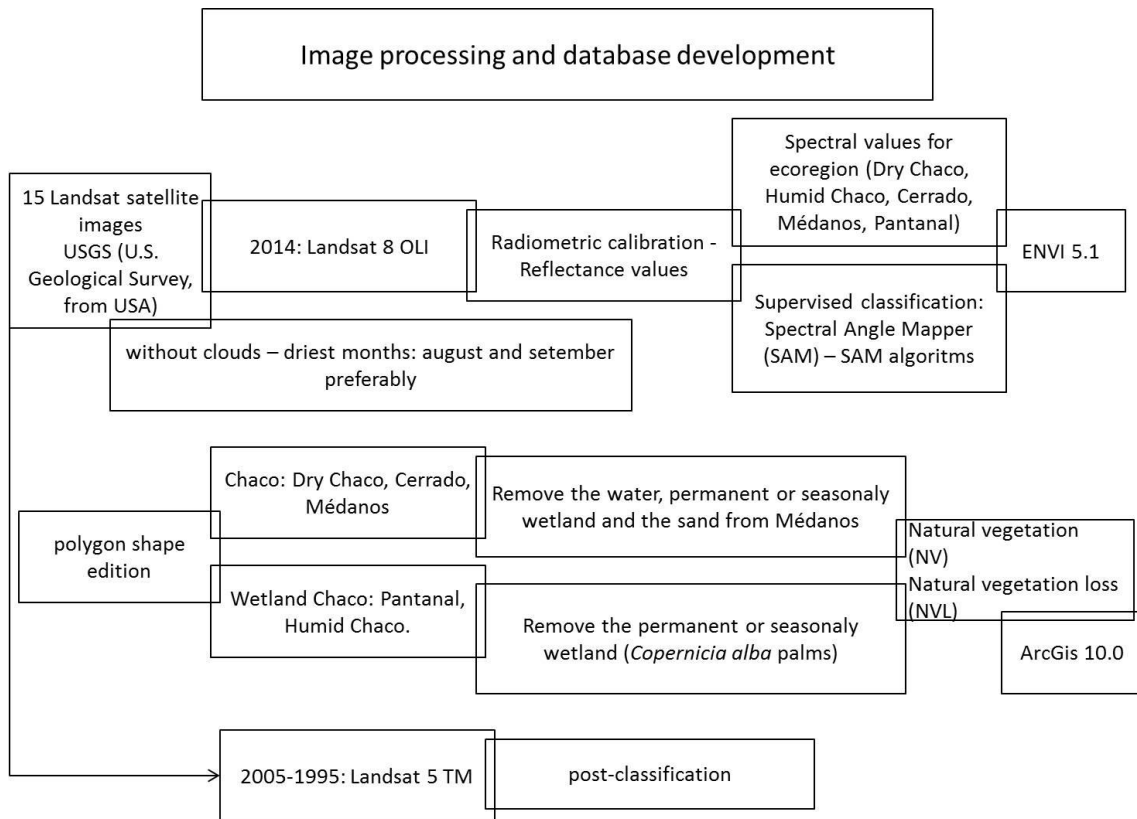 Image processing and database development
15 Landsat satellite
images
USGS (U.S.
Geological Survey,
from USA)
2014: Landsat 8 OLI
Radiometric calibration -
Reflectance values
Spectral values for
ecoregion (Dry Chaco,
Humid Chaco, Cerrado,
Médanos, Pantanal)
ENVI 5.1
Supervised classification:
Spectral Angle Mapper
(SAM) – SAM algoritms
without clouds – driest months: august and setember
preferably
polygon shape
edition
Chaco: Dry Chaco, Cerrado,
Médanos
Remove the water, permanent or seasonaly
wetland and the sand from Médanos
Wetland Chaco: Pantanal,
Humid Chaco.
Remove the permanent or seasonaly
wetland (Copernicia alba palms)
Natural vegetation
(NV)
Natural vegetation loss
(NVL)
ArcGis 10.0
2005-1995: Landsat 5 TM
post-classification